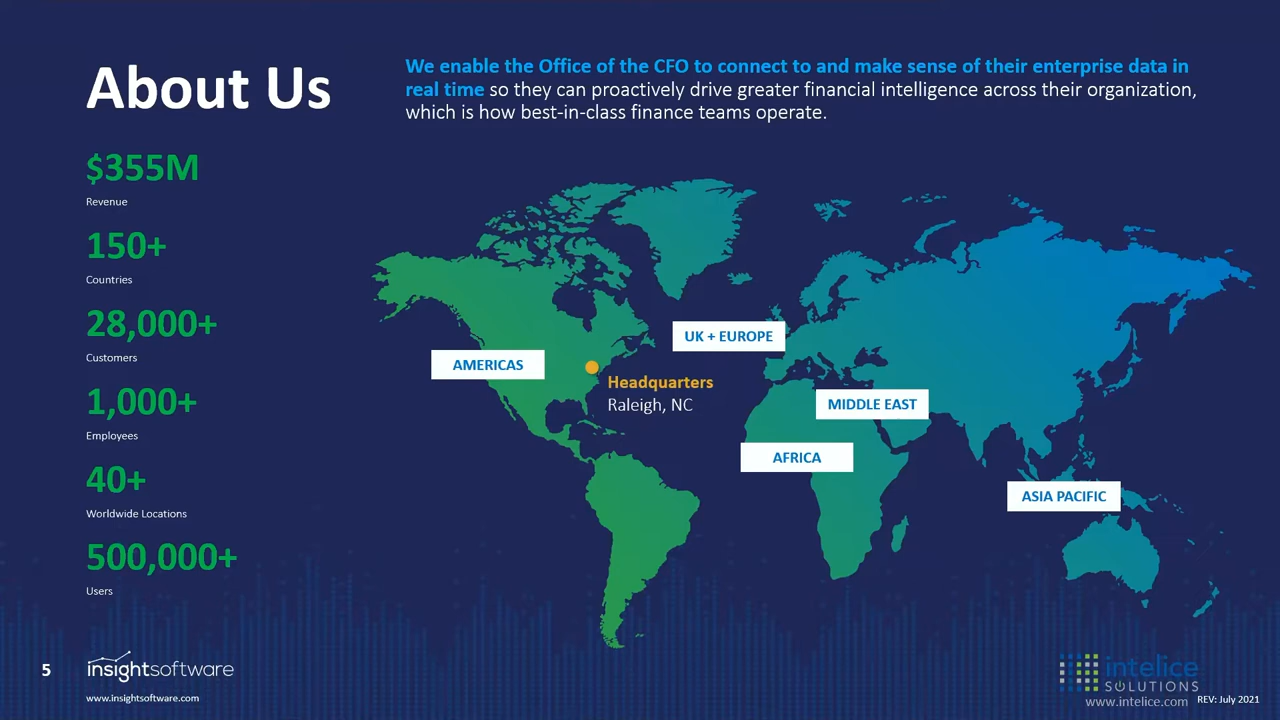 About Us
We enable the Office of the CFO to connect to and make sense of their enterprise data in
real time so they can proactively drive greater financial intelligence across their organization,
which is how best-in-class finance teams operate.
$355M
Revenue
150+
Countries
28,000+
Customers
1,000+
Employees
40+
Worldwide Locations
500,000+
Users
UK + EUROPE
AMERICAS
Headquarters
Raleigh, NC
MIDDLE EAST
AFRICA
ASIA PACIFIC
5
insightsoftware
www.insightsoftware.com
intelice
SOLUTIONS
www.intelice.com
REV: July 2021